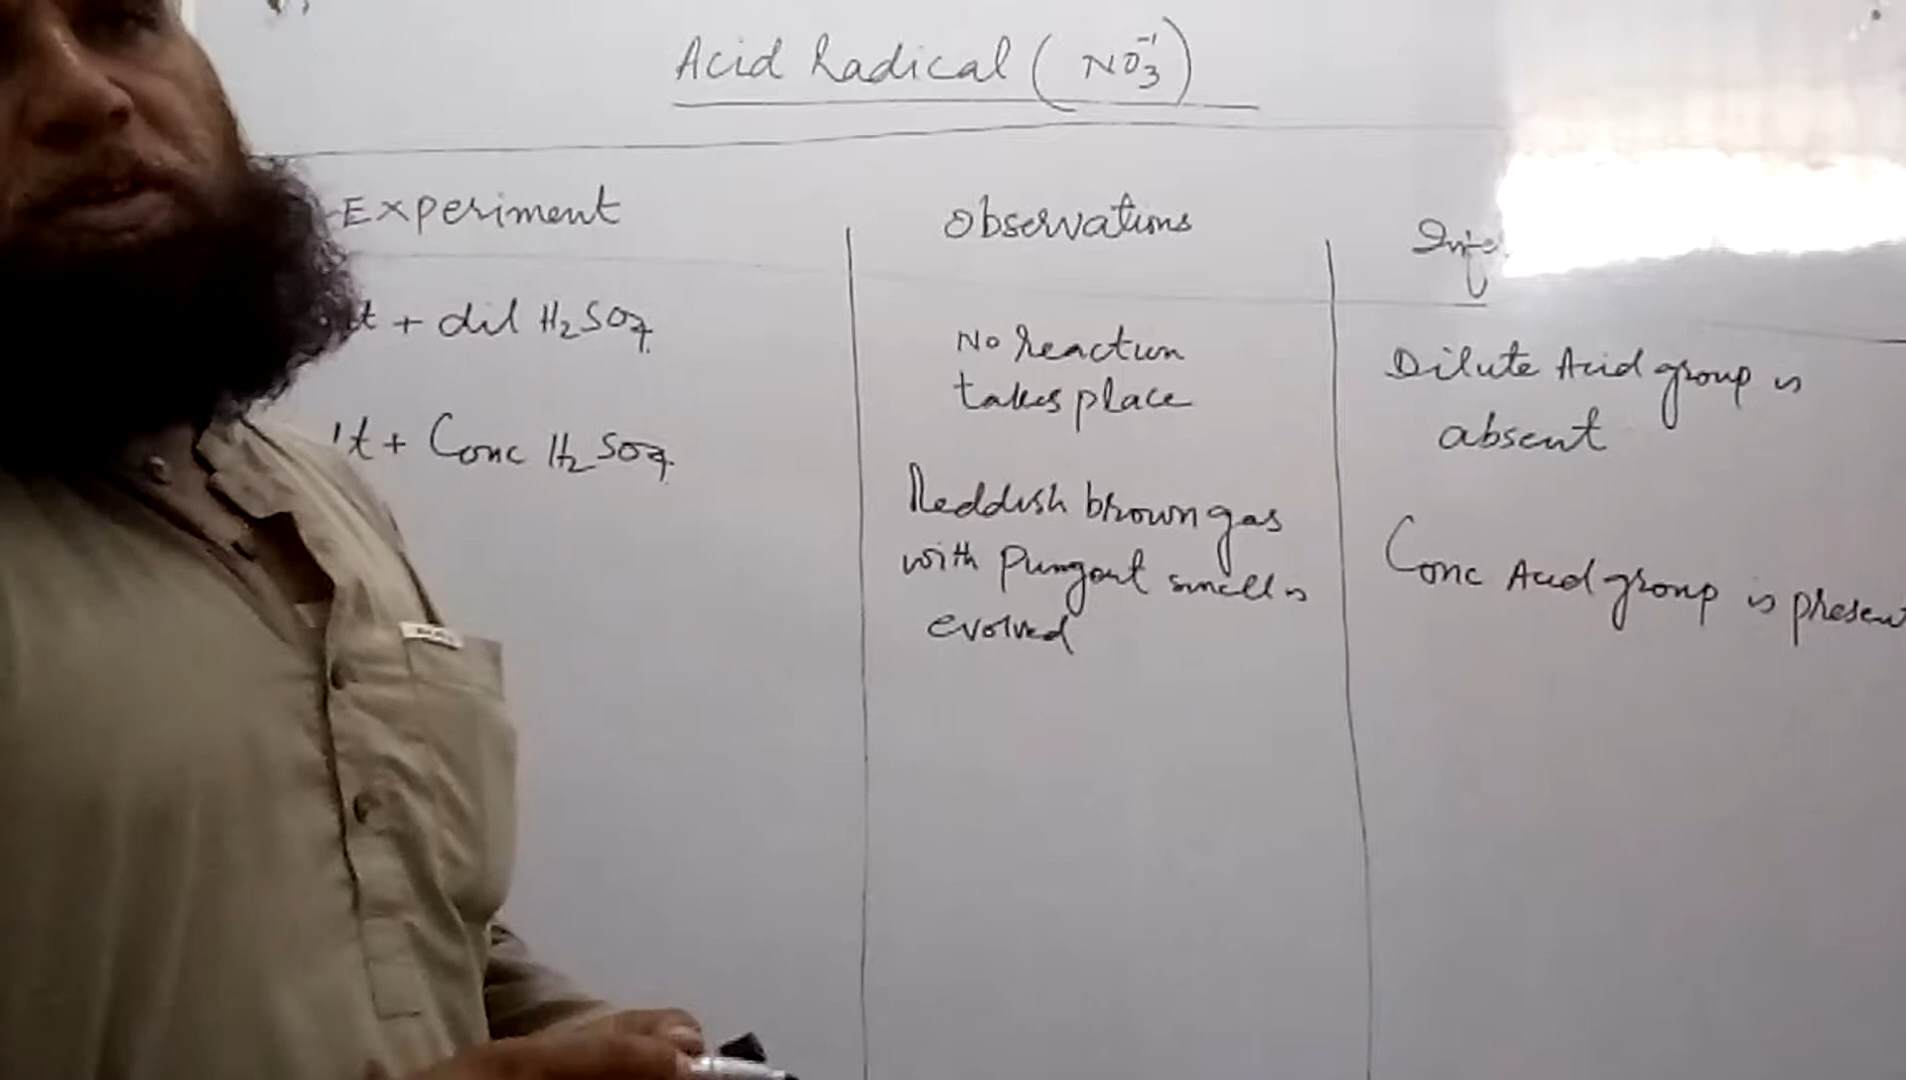 Acid Radical (NO₃⁻¹)
Experiment
Observations
+ dil H₂SO₄
No reaction
takes place
Dilute Acid group is
absent
+ Conc H₂SO₄
Reddish brown gas
with Pungent smell is
evolved
Conc Acid group is present